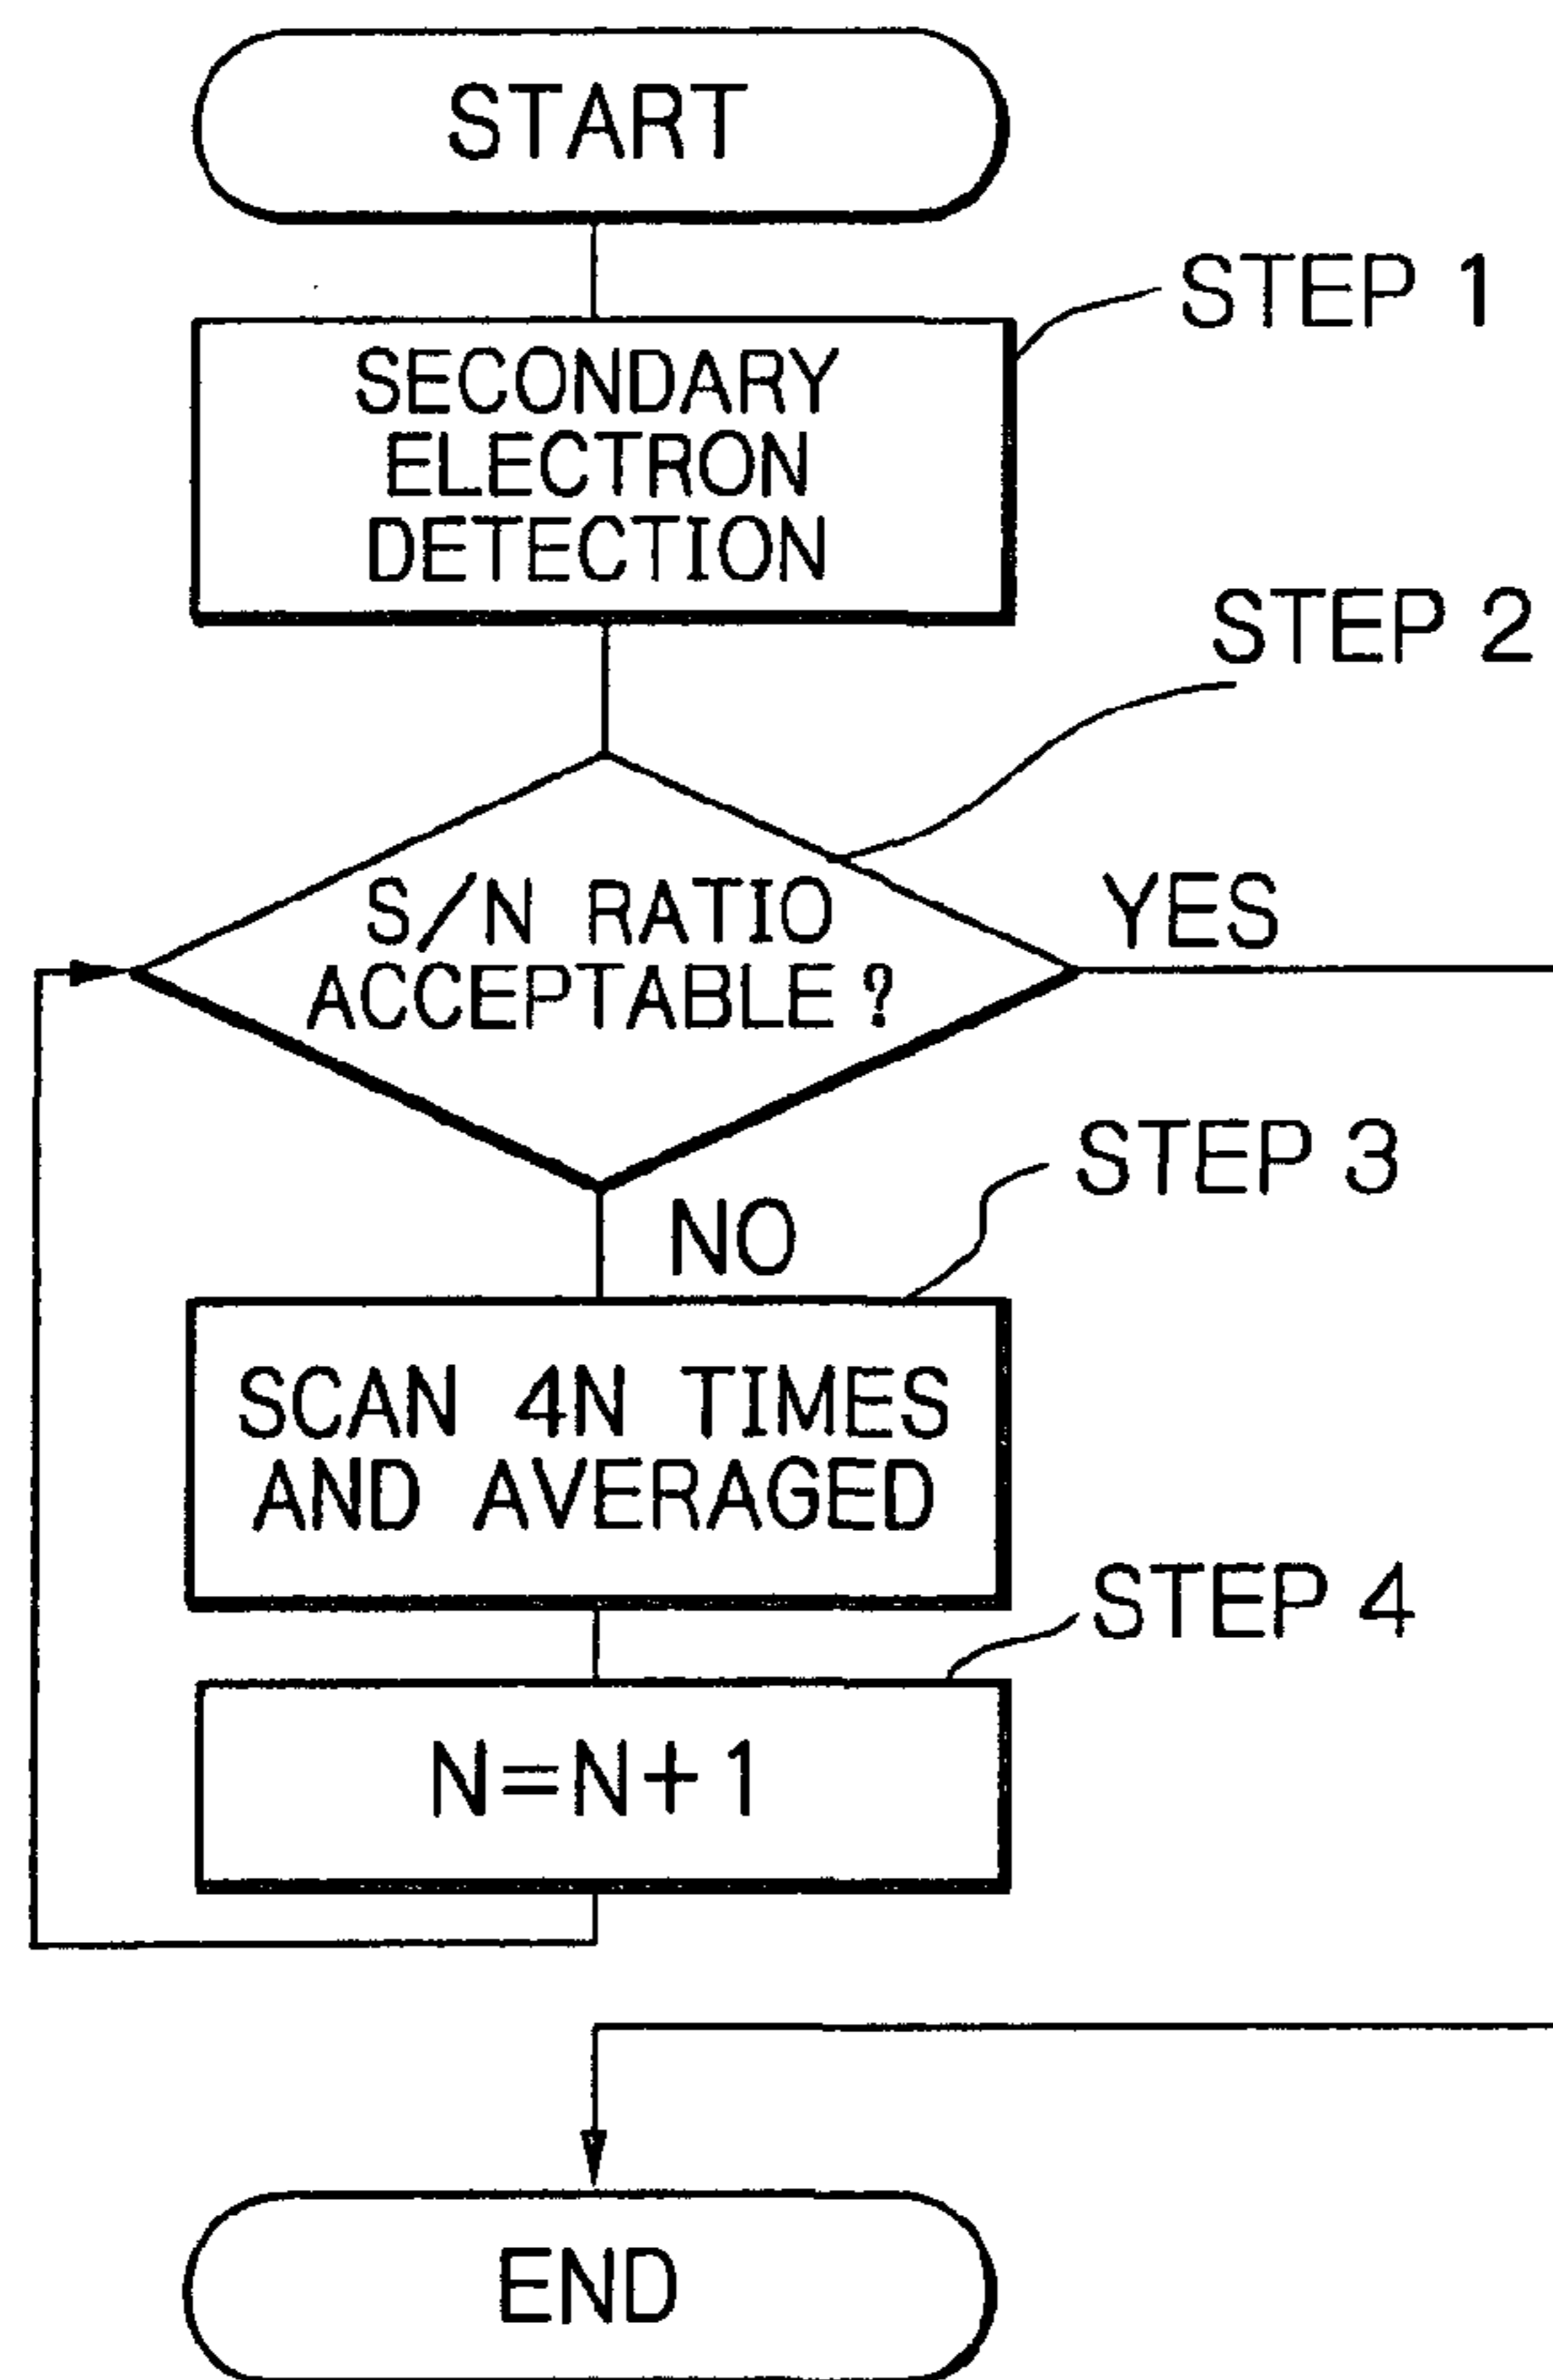 START
STEP 1
SECONDARY
ELECTRON
DETECTION
STEP 2
S/N RATIO
ACCEPTABLE?
YES
STEP 3
NO
SCAN 4N TIMES
AND AVERAGED
STEP 4
N=N+1
END